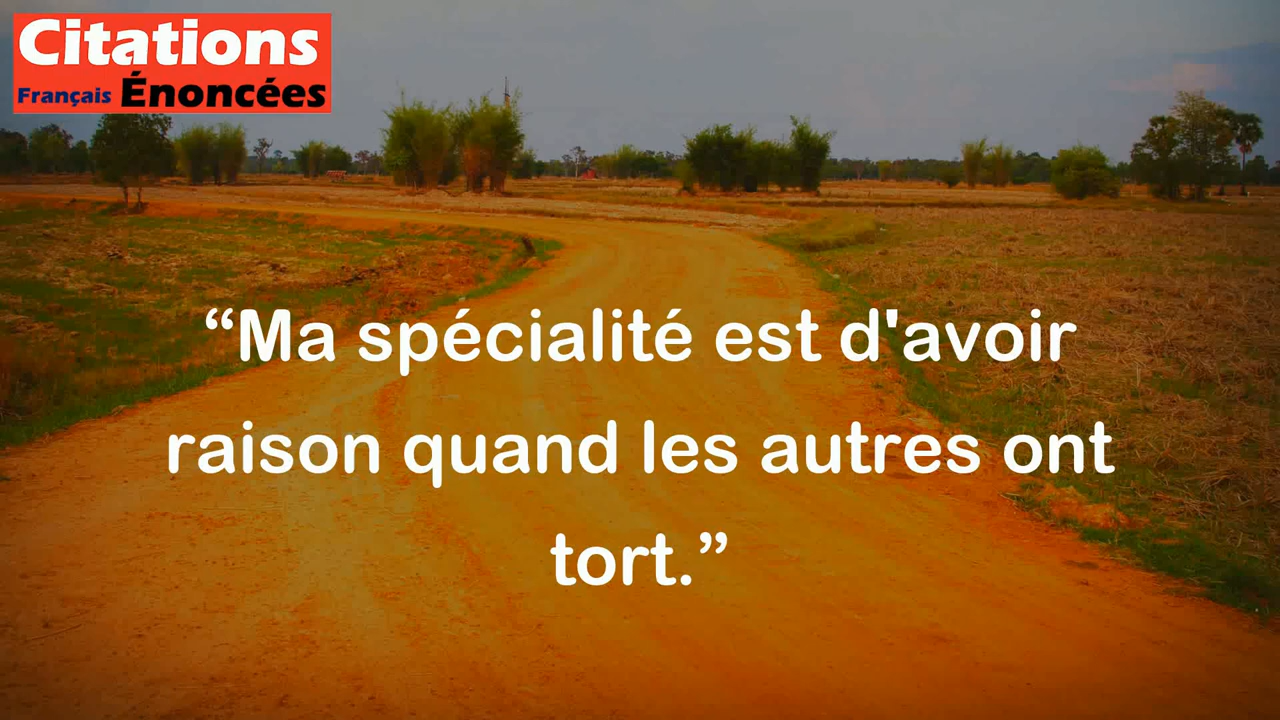 Citations
Français Énoncées
“Ma spécialité est d'avoir
raison quand les autres ont
tort.”